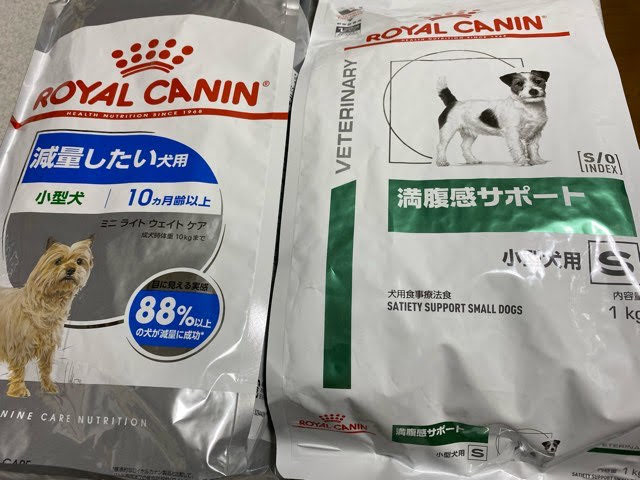 ROYAL CANIN
HEALTH NUTRITION SINCE 1968
減量したい犬用
小型犬
10ヵ月齢以上
ミニ ライト ウェイト ケア
成犬時体重 10kgまで
目に見える実感
88%以上
の犬が減量に成功*
NINE CARE NUTRITION
CARE
ROYAL CANIN
VETERINARY
S/O
INDEX
満腹感サポート
小型犬用 S
犬用食事療法食
SATIETY SUPPORT SMALL DOGS
内容量
1 kg
ROYAL CANIN
満腹感サポート
小型犬用 S